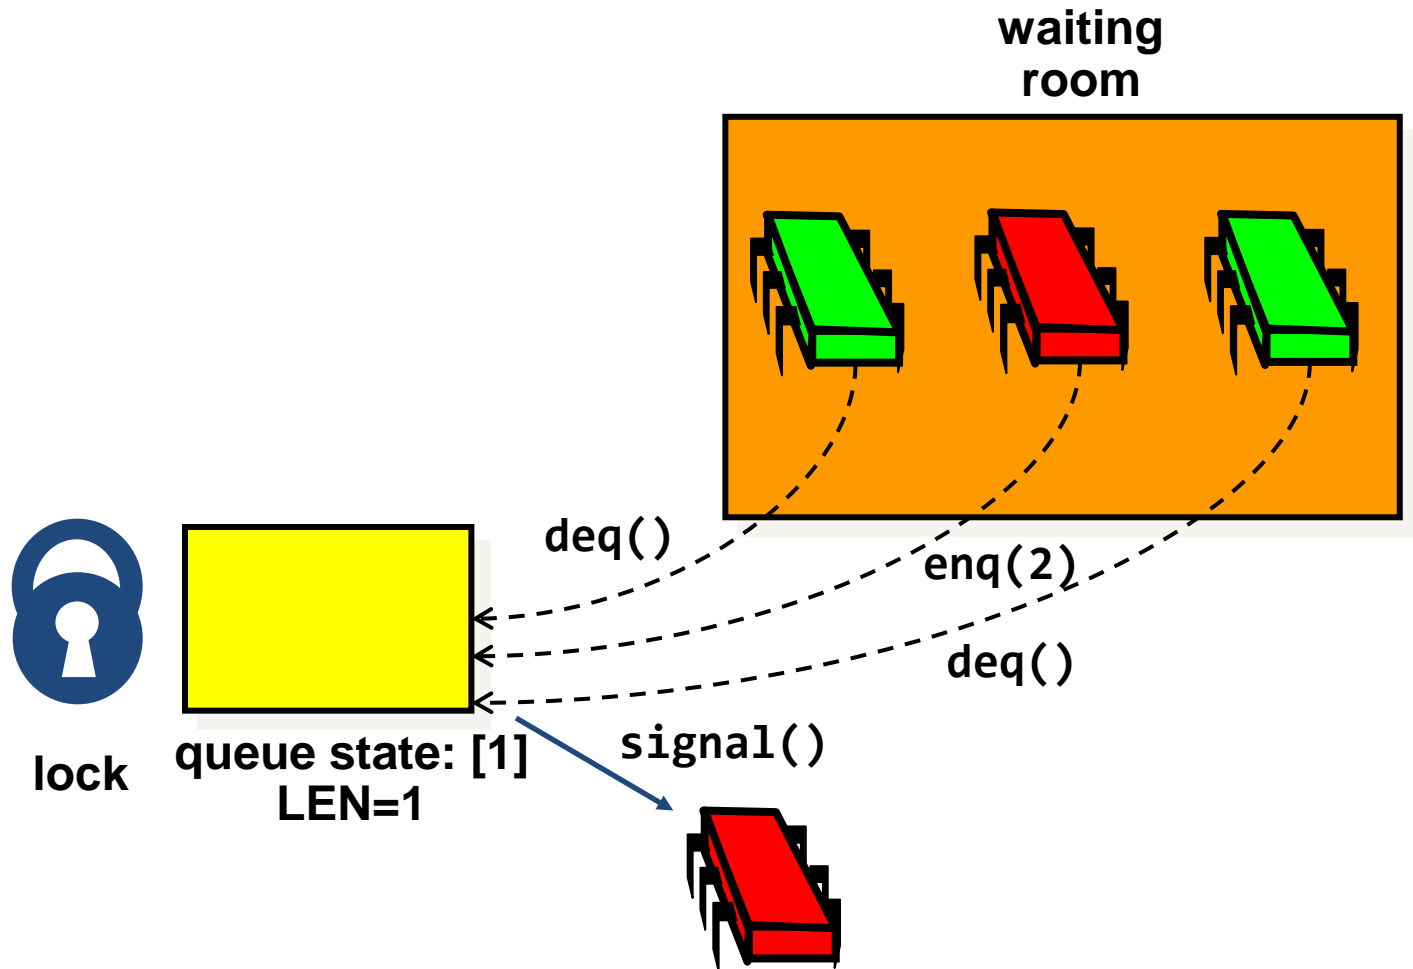 waiting
room
deq()
enq(2)
deq()
signal()
lock
queue state: [1]
LEN=1